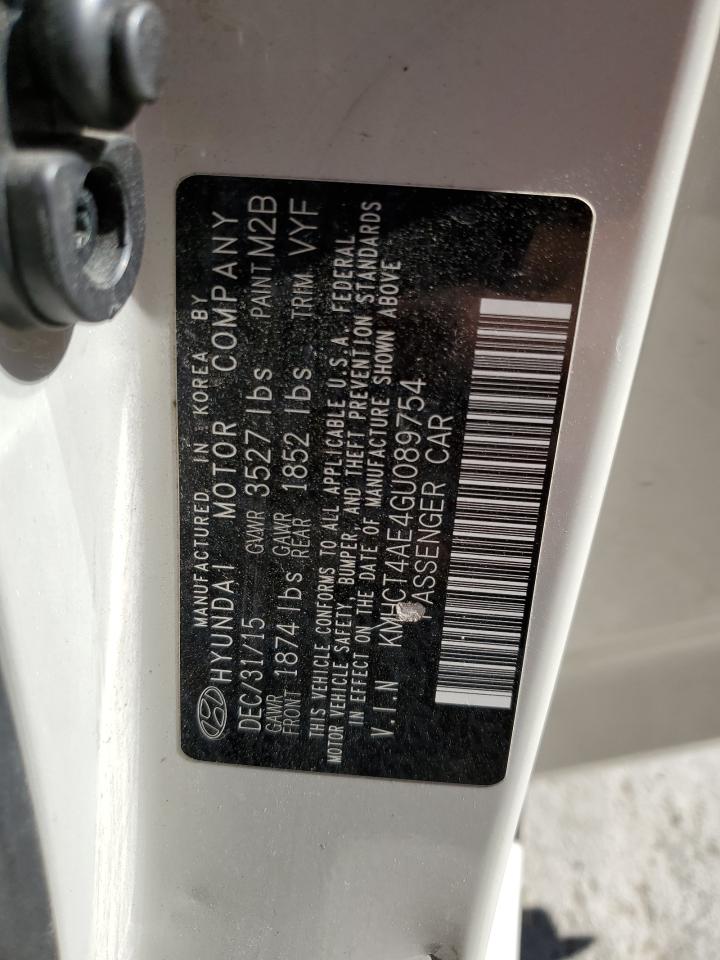 MANUFACTURED IN KOREA BY
HYUNDAI MOTOR COMPANY
DEC/31/15 GVWR 3527 lbs PAINT M2B
GAWR FRONT 1874 lbs GAWR REAR 1852 lbs TRIM VYF
THIS VEHICLE CONFORMS TO ALL APPLICABLE U.S.A. FEDERAL
MOTOR VEHICLE SAFETY, BUMPER, AND THEFT PREVENTION STANDARDS
IN EFFECT ON THE DATE OF MANUFACTURE SHOWN ABOVE
V.I.N KMHCT4AE4GU089754
PASSENGER CAR